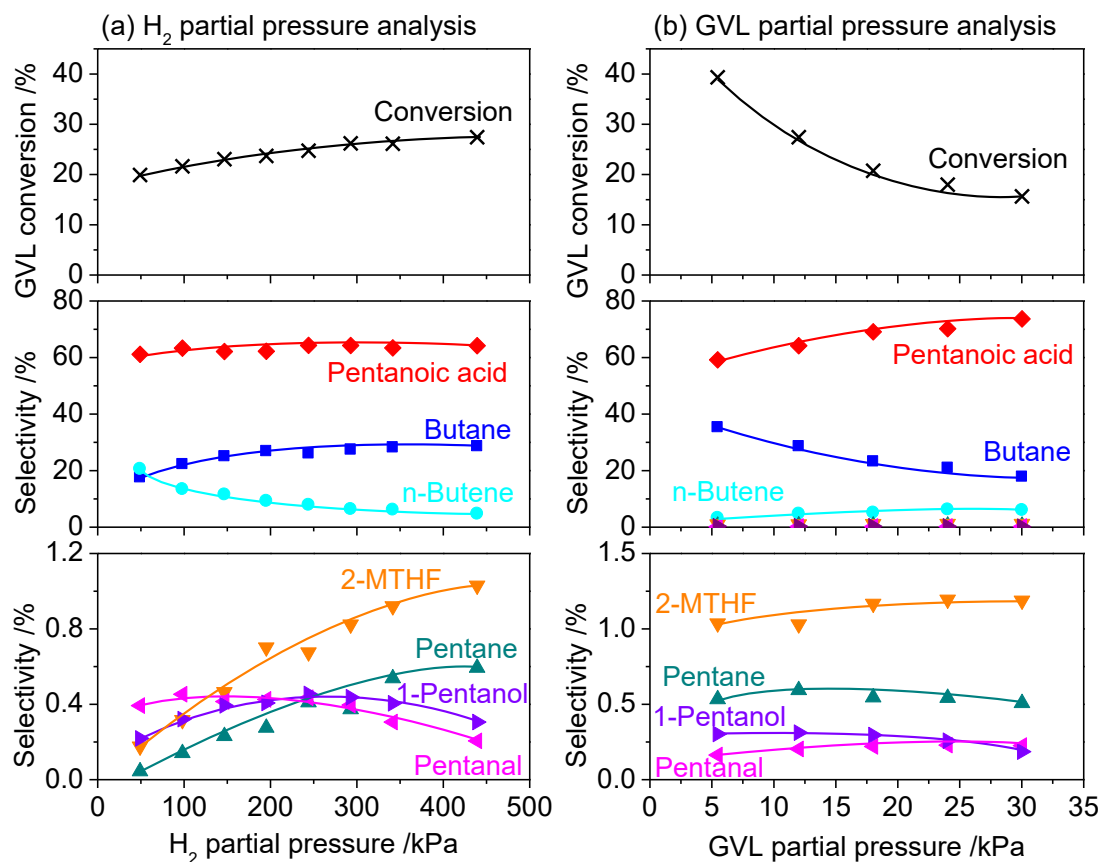 (a) H₂ partial pressure analysis
GVL conversion /%
40
30
20
10
0
Conversion
Selectivity /%
80
60
40
20
0
Pentanoic acid
Butane
n-Butene
Selectivity /%
1.2
0.8
0.4
0.0
2-MTHF
Pentane
1-Pentanol
Pentanal
0 100 200 300 400 500
H₂ partial pressure /kPa
(b) GVL partial pressure analysis
GVL conversion /%
40
30
20
10
0
Conversion
Selectivity /%
80
60
40
20
0
Pentanoic acid
Butane
n-Butene
Selectivity /%
1.5
1.0
0.5
0.0
2-MTHF
Pentane
1-Pentanol
Pentanal
0 5 10 15 20 25 30 35
GVL partial pressure /kPa